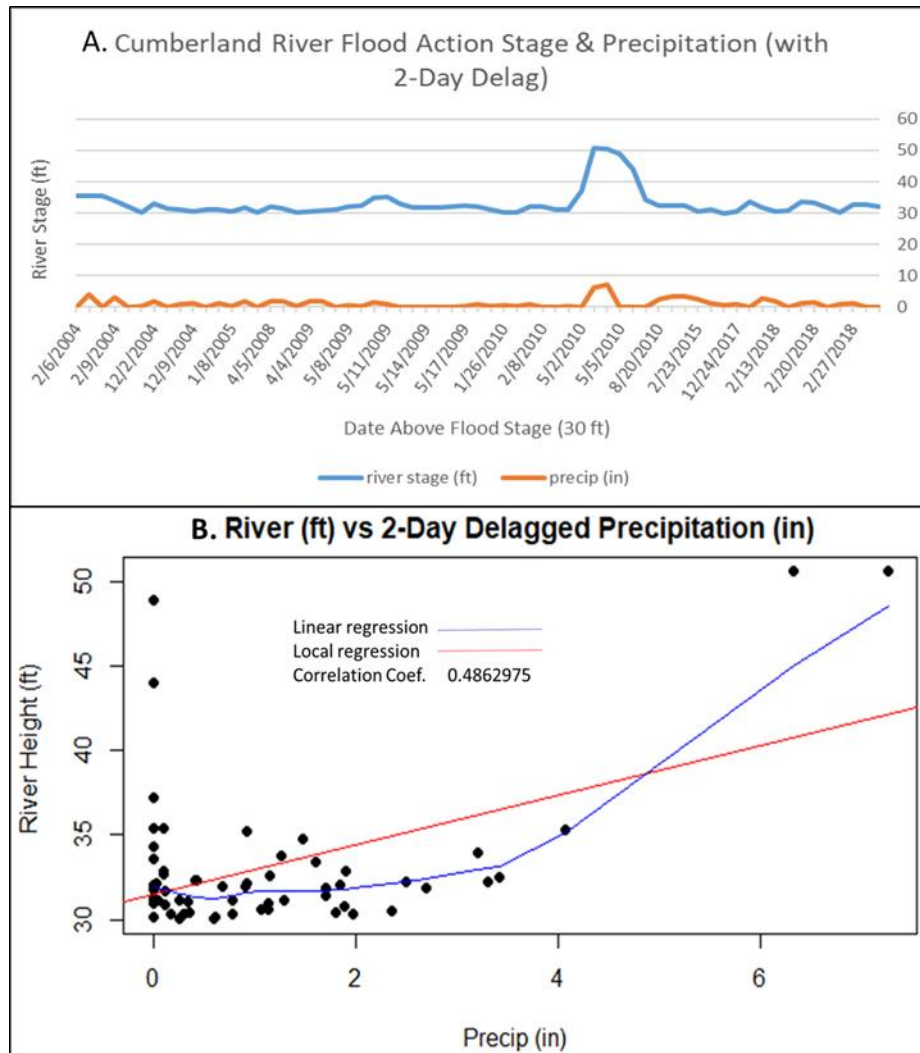 A. Cumberland River Flood Action Stage & Precipitation (with
2-Day Delag)
60
50
40
30
20
10
0
River Stage (ft)
2/6/2004
2/9/2004
12/2/2004
12/9/2004
1/8/2005
4/5/2008
4/4/2009
5/8/2009
5/11/2009
5/14/2009
5/17/2009
1/26/2010
2/8/2010
5/2/2010
5/5/2010
8/20/2010
2/23/2015
12/24/2017
2/13/2018
2/20/2018
2/27/2018
Date Above Flood Stage (30 ft)
river stage (ft) precip (in)
B. River (ft) vs 2-Day Delagged Precipitation (in)
50
45
40
35
30
River Height (ft)
Linear regression
Local regression
Correlation Coef. 0.4862975
0 2 4 6
Precip (in)